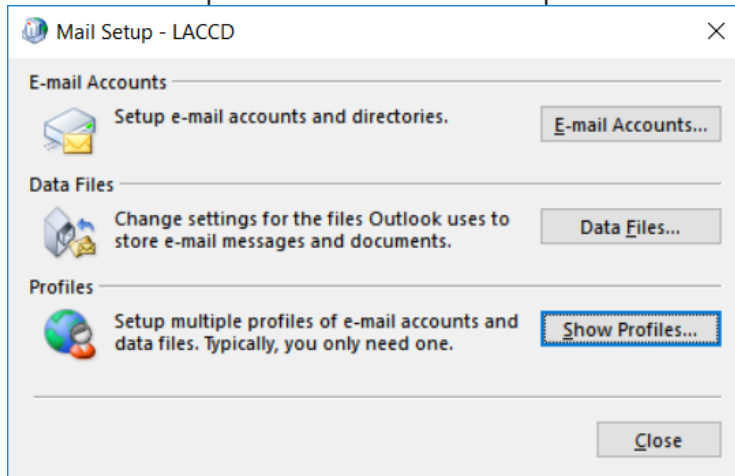 Mail Setup - LACCD
E-mail Accounts
Setup e-mail accounts and directories.
E-mail Accounts...
Data Files
Change settings for the files Outlook uses to
store e-mail messages and documents.
Data Files...
Profiles
Setup multiple profiles of e-mail accounts and
data files. Typically, you only need one.
Show Profiles...
Close